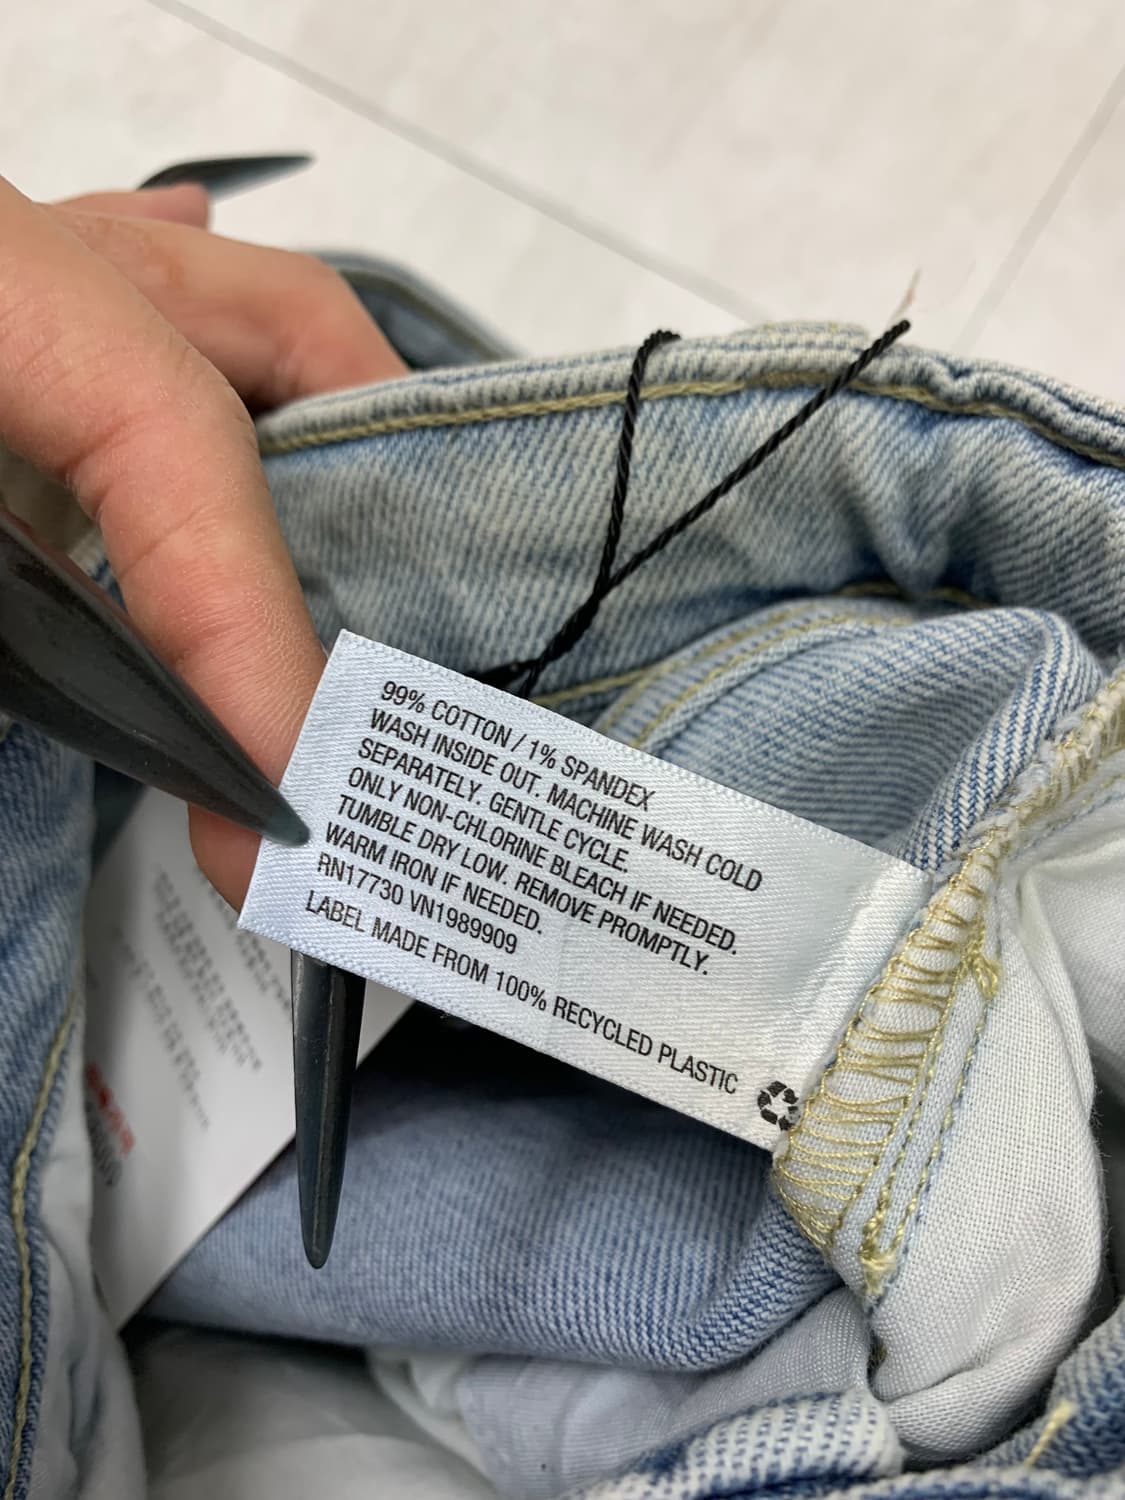 99% COTTON / 1% SPANDEX
WASH INSIDE OUT. MACHINE WASH COLD
SEPARATELY. GENTLE CYCLE.
ONLY NON-CHLORINE BLEACH IF NEEDED.
TUMBLE DRY LOW. REMOVE PROMPTLY.
WARM IRON IF NEEDED.
RN17730 VN1989909
LABEL MADE FROM 100% RECYCLED PLASTIC